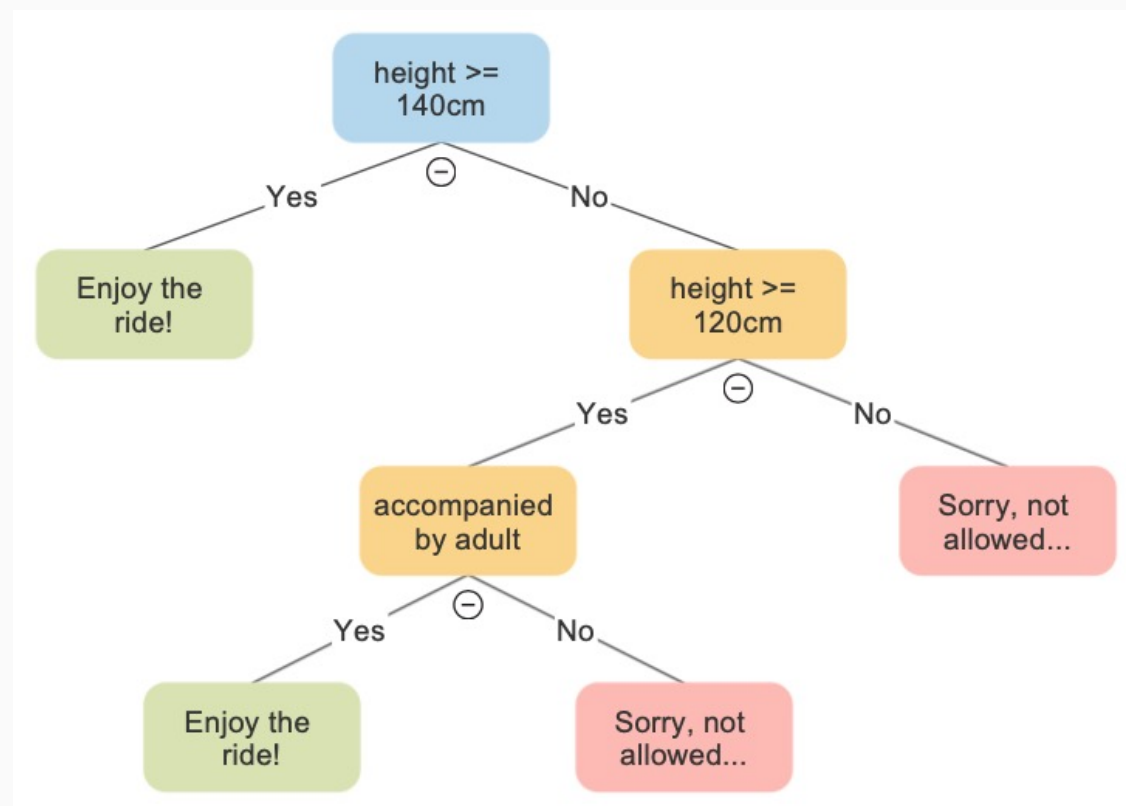 height >=
140cm
Yes
No
Enjoy the
ride!
height >=
120cm
Yes
No
accompanied
by adult
Sorry, not
allowed...
Yes
No
Enjoy the
ride!
Sorry, not
allowed...